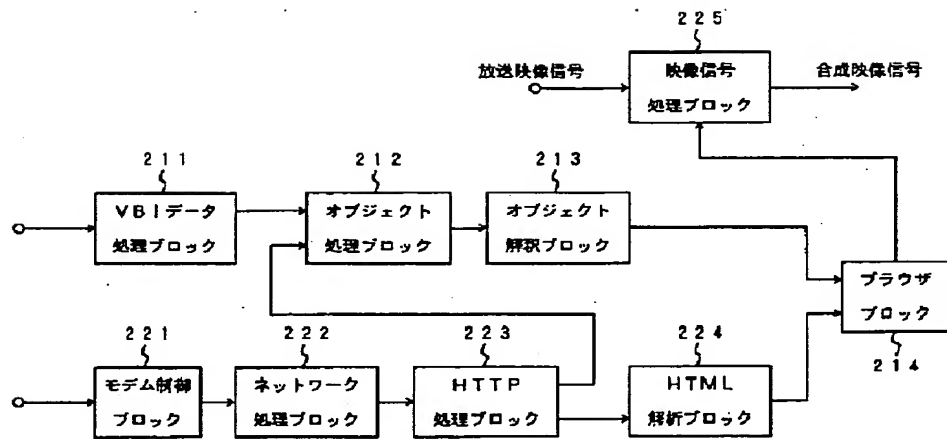 ２２５
放送映像信号
映像信号
処理ブロック
合成映像信号
２１１
２１２
２１３
ＶＢＩデータ
処理ブロック
オブジェクト
処理ブロック
オブジェクト
解釈ブロック
ブラウザ
ブロック
２１４
２２１
２２２
２２３
２２４
モデム制御
ブロック
ネットワーク
処理ブロック
ＨＴＴＰ
処理ブロック
ＨＴＭＬ
解析ブロック